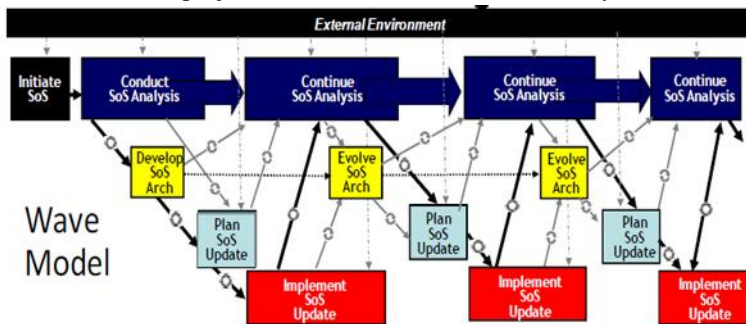 External Environment
Initiate
SoS
Conduct
SoS Analysis
Continue
SoS Analysis
Continue
SoS Analysis
Continue
SoS Analysis
Develop
SoS
Arch
Evolve
SoS
Arch
Evolve
SoS
Arch
Plan
SoS
Update
Plan
SoS
Update
Plan
SoS
Update
Wave
Model
Implement
SoS
Update
Implement
SoS
Update
Implement
SoS
Update